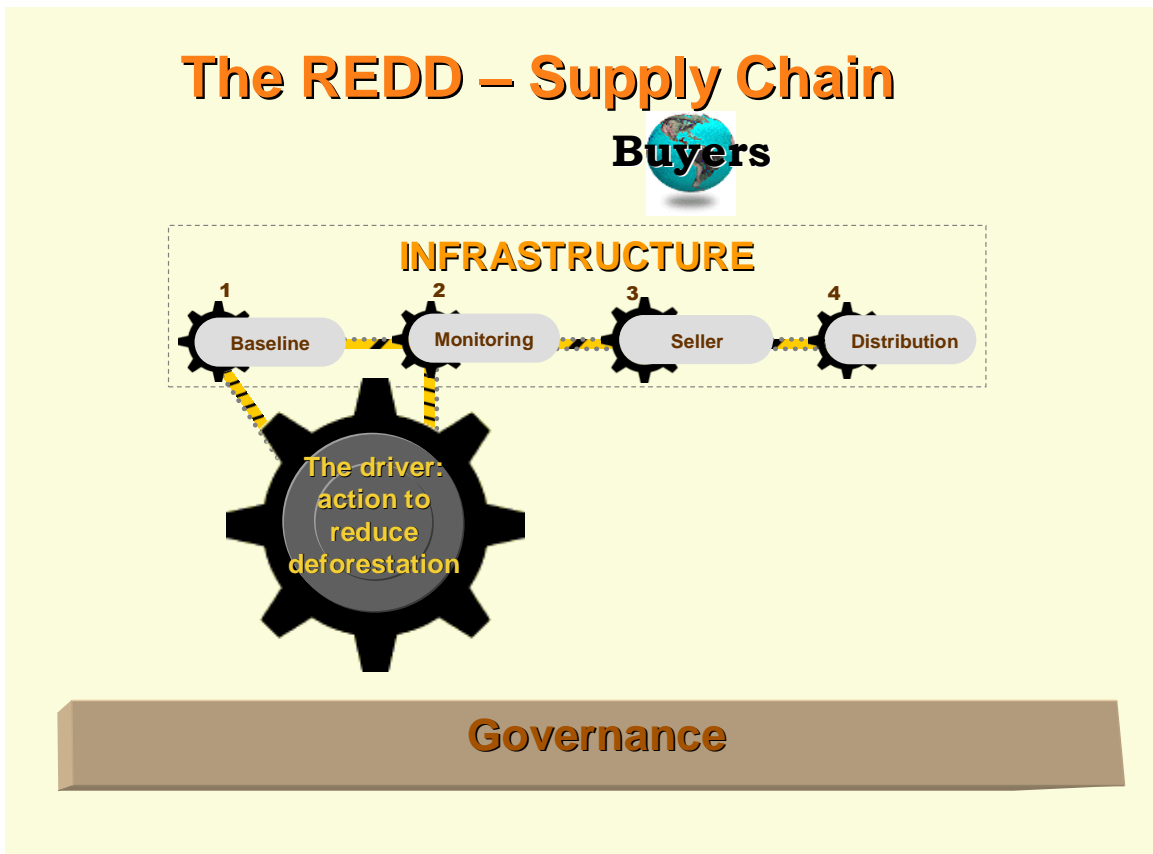 The REDD – Supply Chain
Buyers
INFRASTRUCTURE
1 2 3 4
Baseline Monitoring Seller Distribution
The driver:
action to
reduce
deforestation
Governance